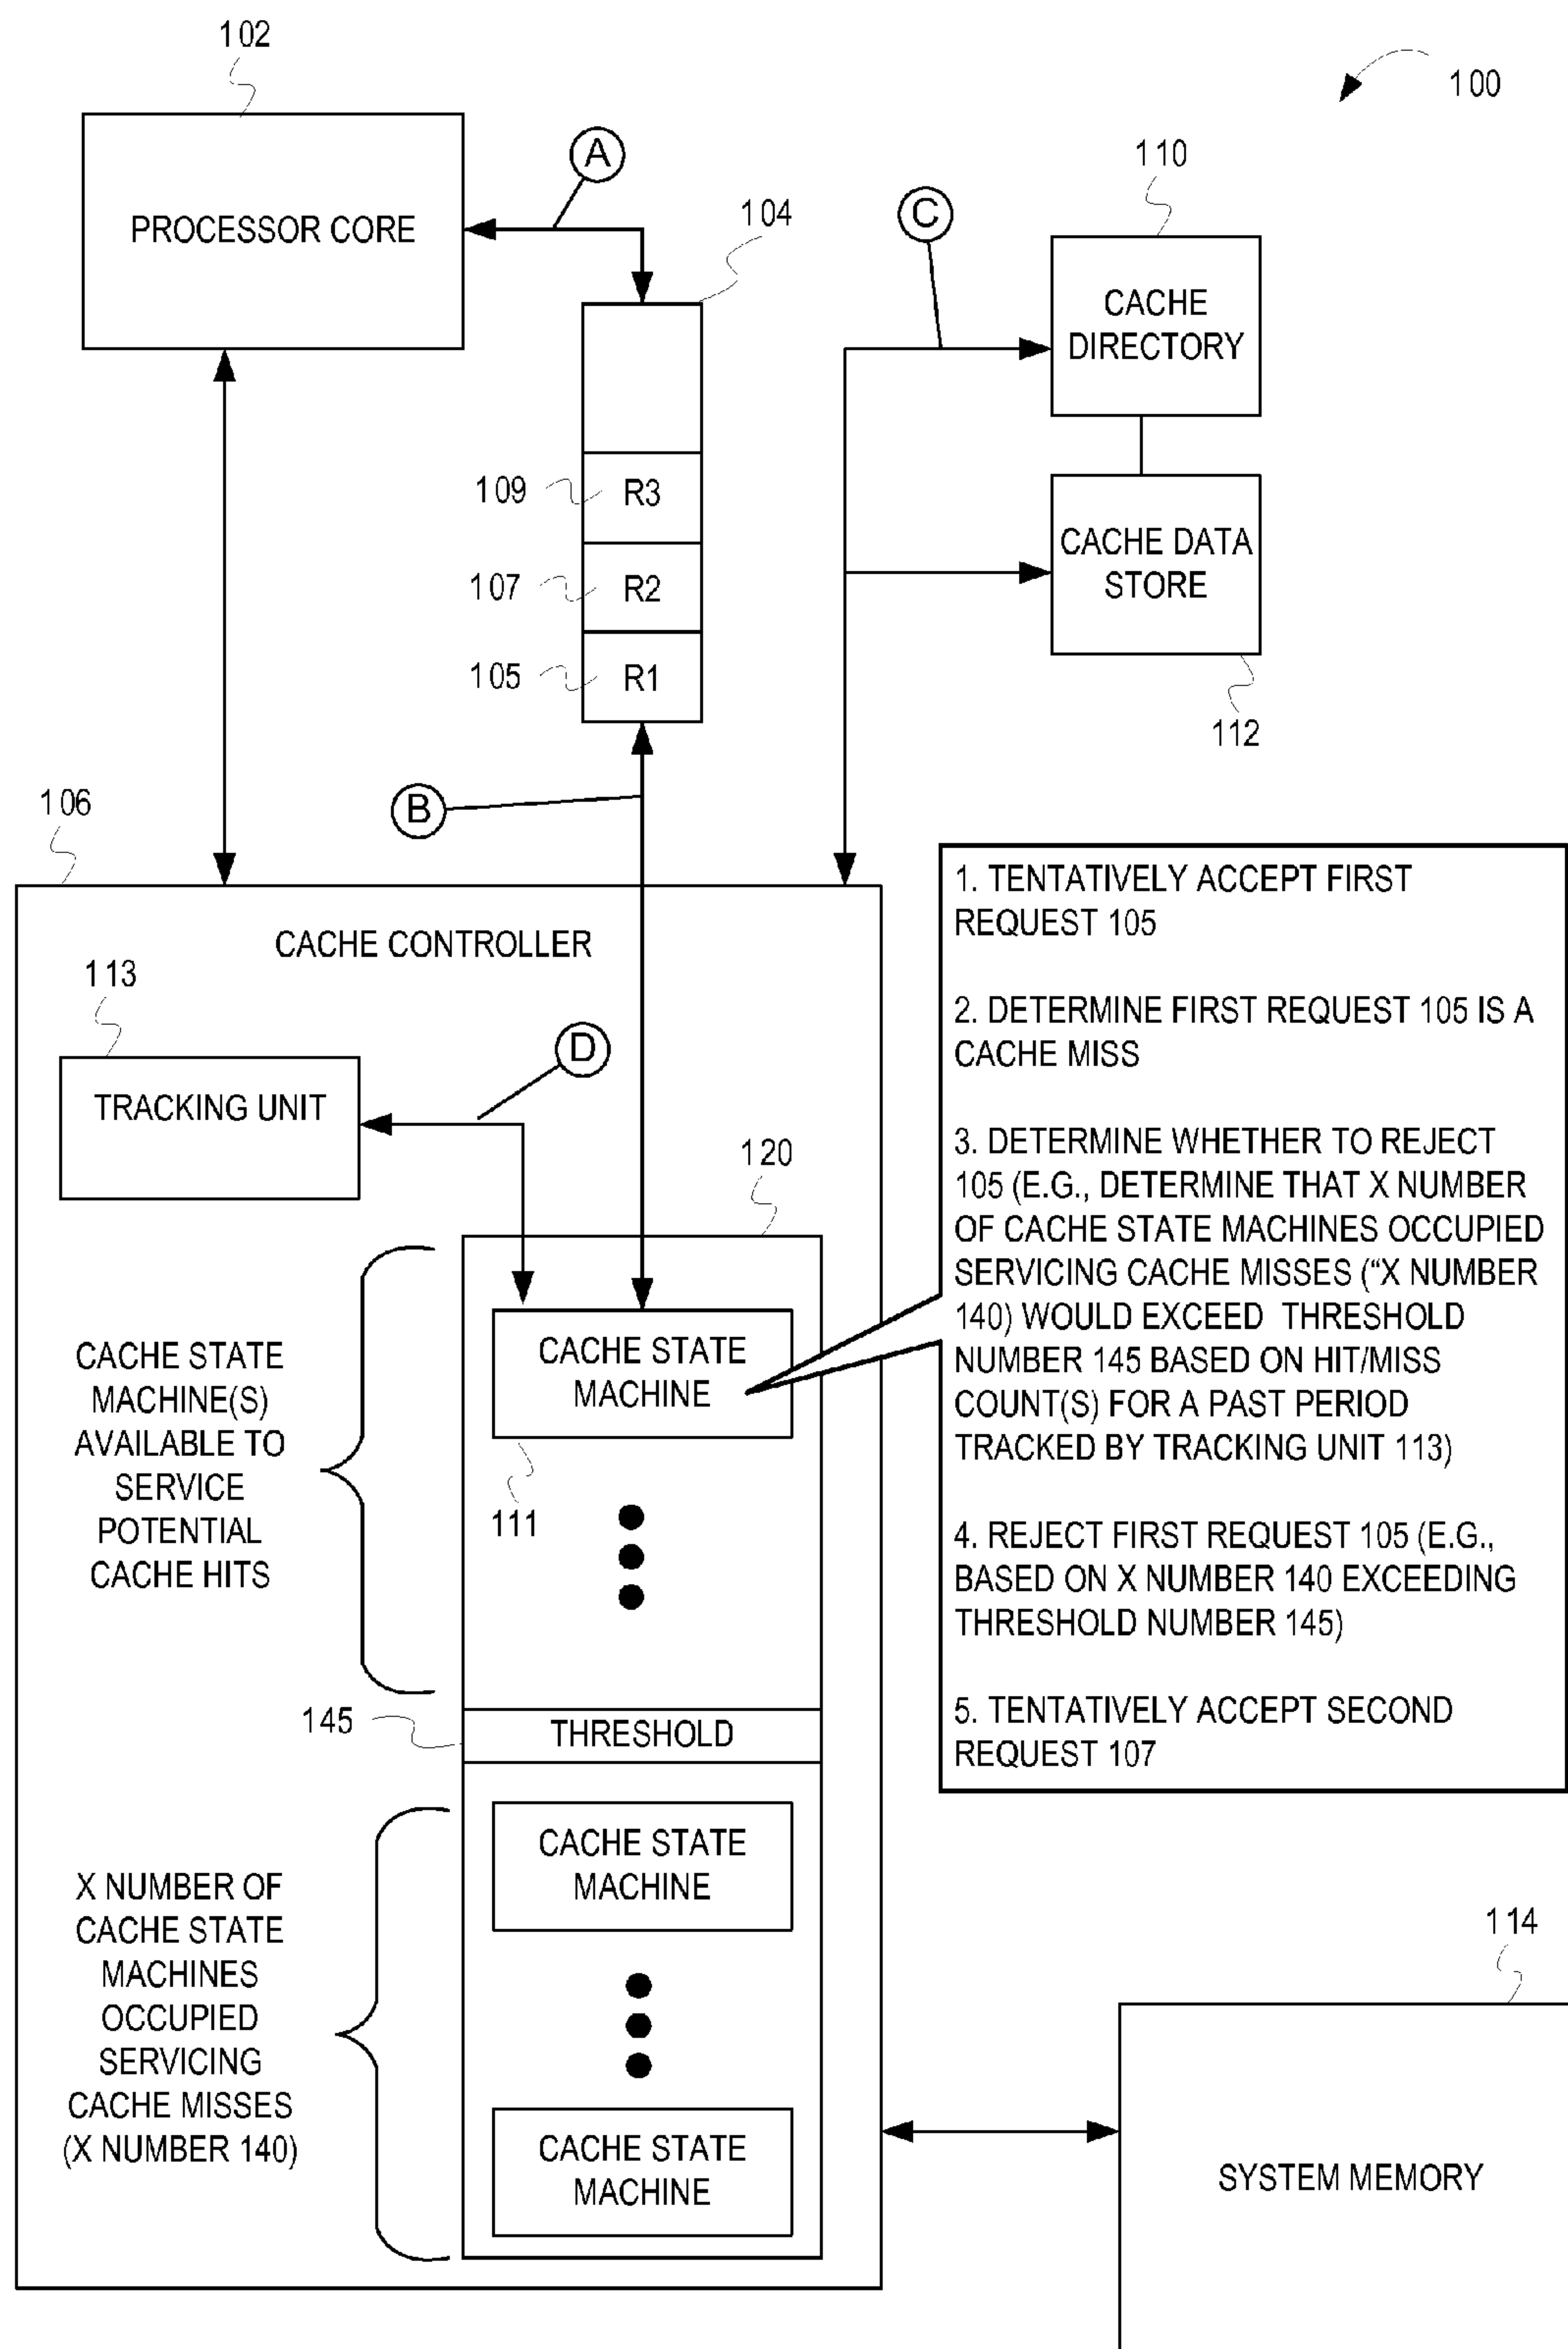 102
100
A
110
PROCESSOR CORE
104
C
CACHE
DIRECTORY
109
R3
107
R2
CACHE DATA
STORE
105
R1
112
106
B
CACHE CONTROLLER
113
D
TRACKING UNIT
120
CACHE STATE
MACHINE(S)
AVAILABLE TO
SERVICE
POTENTIAL
CACHE HITS
CACHE STATE
MACHINE
111
1. TENTATIVELY ACCEPT FIRST
REQUEST 105
2. DETERMINE FIRST REQUEST 105 IS A
CACHE MISS
3. DETERMINE WHETHER TO REJECT
105 (E.G., DETERMINE THAT X NUMBER
OF CACHE STATE MACHINES OCCUPIED
SERVICING CACHE MISSES (“X NUMBER
140) WOULD EXCEED THRESHOLD
NUMBER 145 BASED ON HIT/MISS
COUNT(S) FOR A PAST PERIOD
TRACKED BY TRACKING UNIT 113)
4. REJECT FIRST REQUEST 105 (E.G.,
BASED ON X NUMBER 140 EXCEEDING
THRESHOLD NUMBER 145)
5. TENTATIVELY ACCEPT SECOND
REQUEST 107
145
THRESHOLD
X NUMBER OF
CACHE STATE
MACHINES
OCCUPIED
SERVICING
CACHE MISSES
(X NUMBER 140)
CACHE STATE
MACHINE
CACHE STATE
MACHINE
114
SYSTEM MEMORY